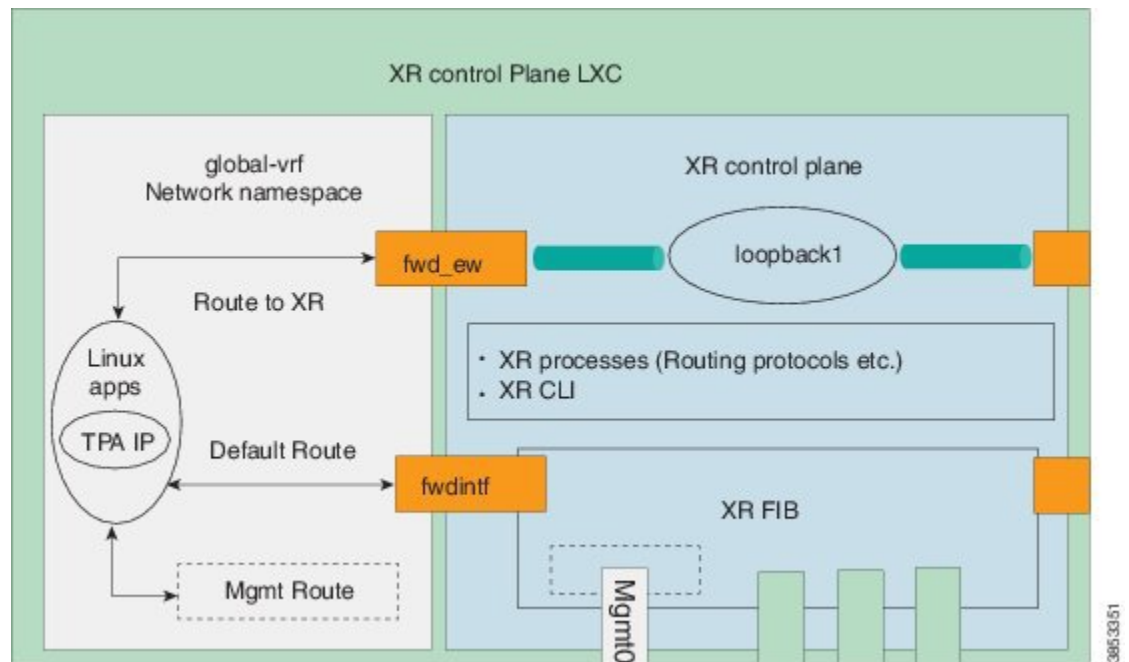 XR control Plane LXC
global-vrf
Network namespace
XR control plane
fwd_ew
loopback1
Route to XR
Linux
apps
TPA IP
· XR processes (Routing protocols etc.)
· XR CLI
Default Route
fwdintf
XR FIB
Mgmt Route
Mgmt0
3853351